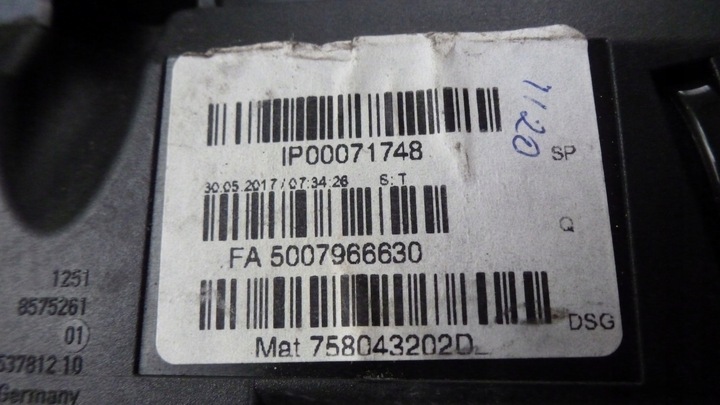 IP00071748
1120
SP
30.05.2017 / 07:34:26 S: T
Q
FA 5007966630
DSG
Mat 758043202D
1251
8575261
01
537812 10
Germany